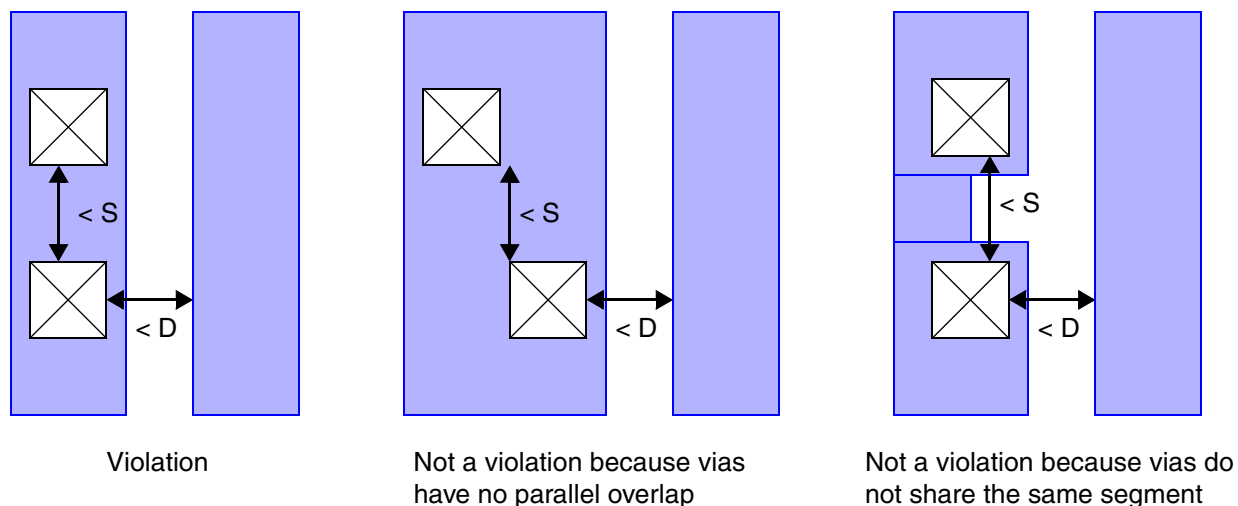 < S
< D
Violation
< S
< D
Not a violation because vias
have no parallel overlap
< S
< D
Not a violation because vias do
not share the same segment